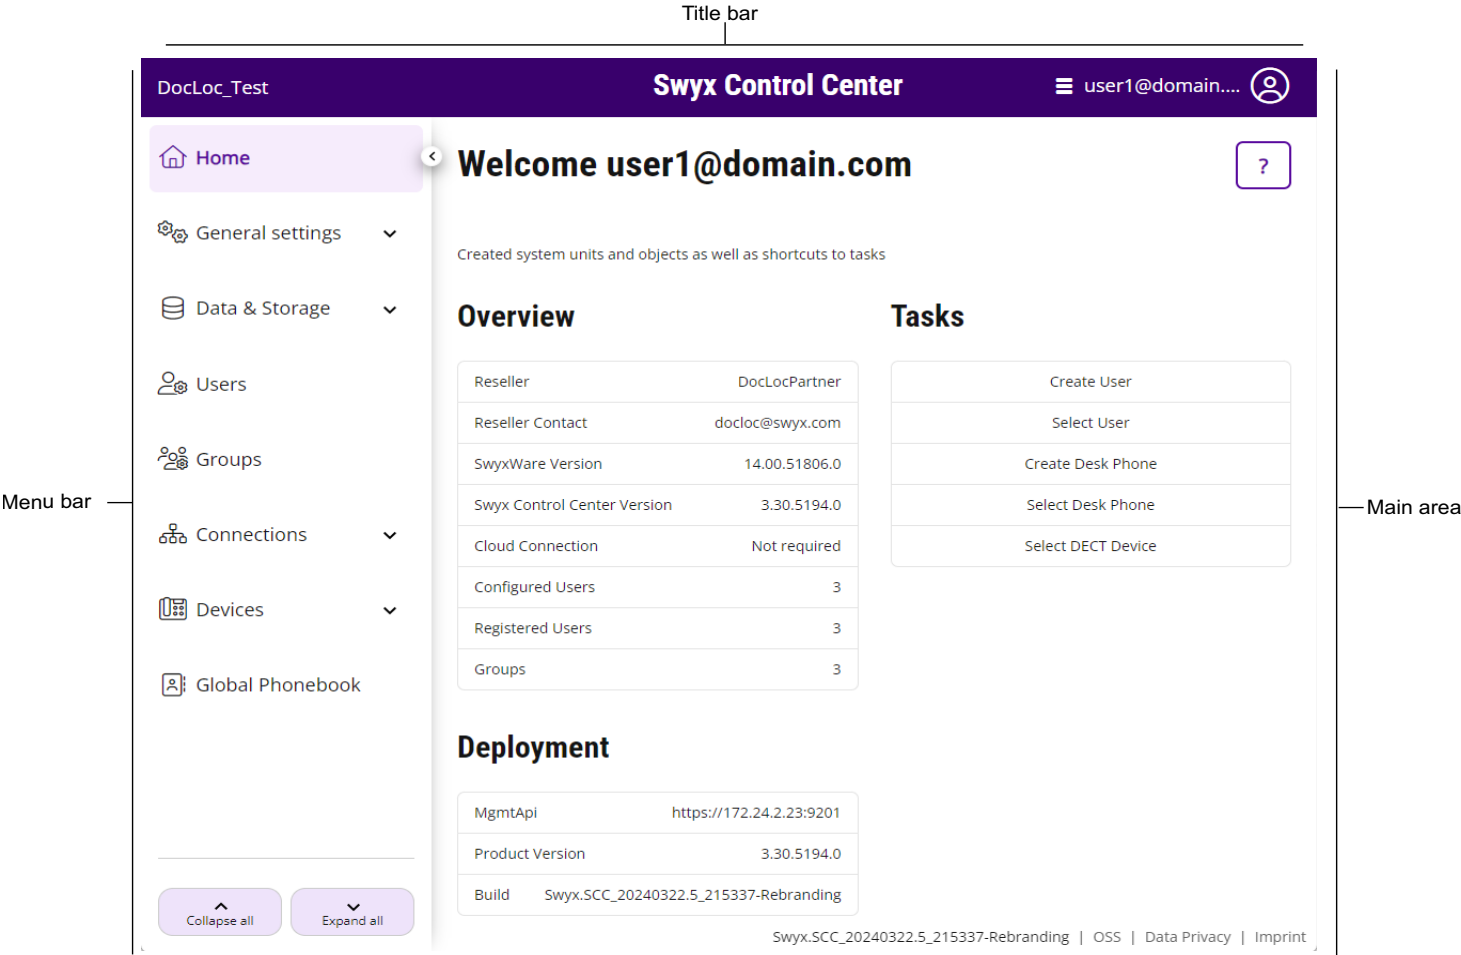 Title bar
DocLoc_Test
Swyx Control Center
user1@domain....
Home
General settings
Data & Storage
Users
Groups
Connections
Devices
Global Phonebook
Collapse all
Expand all
Menu bar
Welcome user1@domain.com
?
Created system units and objects as well as shortcuts to tasks
Overview
Reseller DocLocPartner
Reseller Contact docloc@swyx.com
SwyxWare Version 14.00.51806.0
Swyx Control Center Version 3.30.5194.0
Cloud Connection Not required
Configured Users 3
Registered Users 3
Groups 3
Tasks
Create User
Select User
Create Desk Phone
Select Desk Phone
Select DECT Device
Deployment
MgmtApi https://172.24.2.23:9201
Product Version 3.30.5194.0
Build Swyx.SCC_20240322.5_215337-Rebranding
Swyx.SCC_20240322.5_215337-Rebranding | OSS | Data Privacy | Imprint
Main area